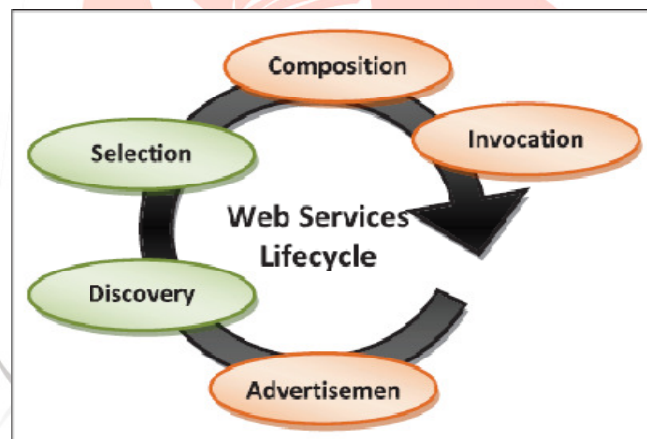 Composition
Invocation
Selection
Web Services
Lifecycle
Discovery
Advertisemen